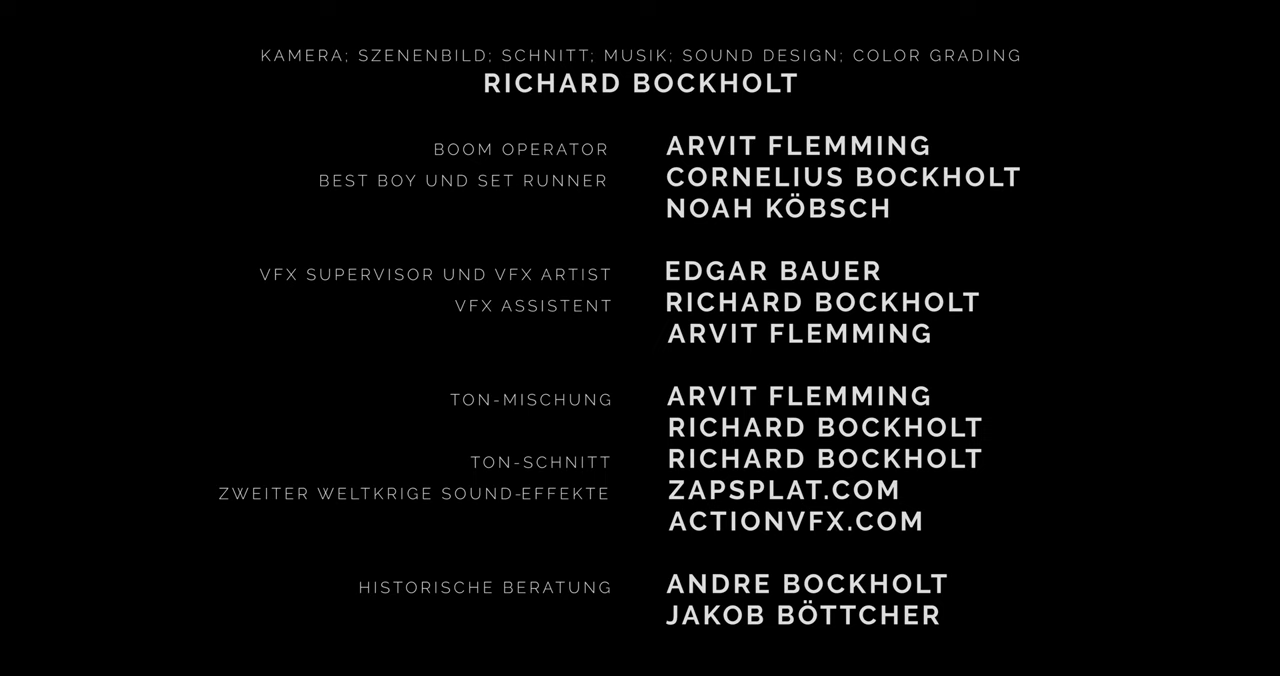 KAMERA; SZENENBILD; SCHNITT; MUSIK; SOUND DESIGN; COLOR GRADING
RICHARD BOCKHOLT
BOOM OPERATOR ARVIT FLEMMING
BEST BOY UND SET RUNNER CORNELIUS BOCKHOLT
NOAH KÖBSCH
VFX SUPERVISOR UND VFX ARTIST EDGAR BAUER
VFX ASSISTENT RICHARD BOCKHOLT
ARVIT FLEMMING
TON-MISCHUNG ARVIT FLEMMING
RICHARD BOCKHOLT
TON-SCHNITT RICHARD BOCKHOLT
ZWEITER WELTKRIGE SOUND-EFFEKTE ZAPSPLAT.COM
ACTIONVFX.COM
HISTORISCHE BERATUNG ANDRE BOCKHOLT
JAKOB BÖTTCHER